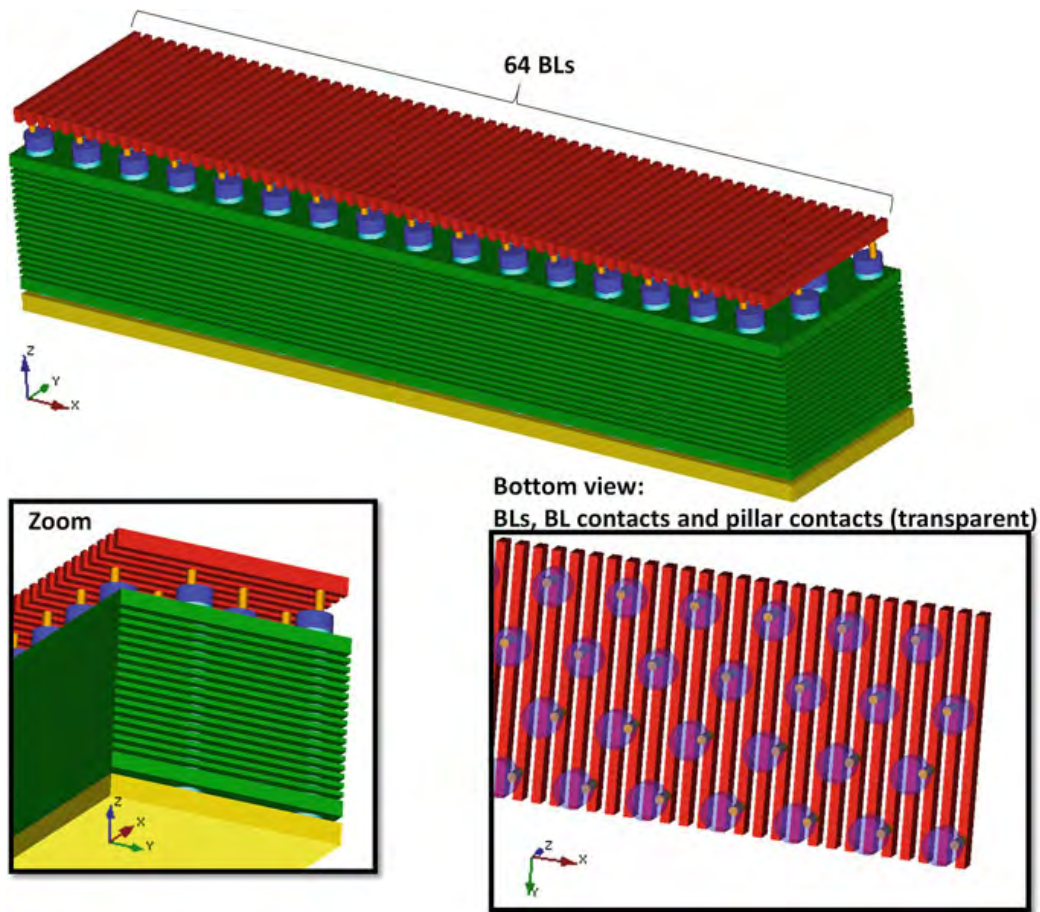 64 BLs
Z
Y
X
Zoom
Z
X
Y
Bottom view:
BLs, BL contacts and pillar contacts (transparent)
Z
X
Y